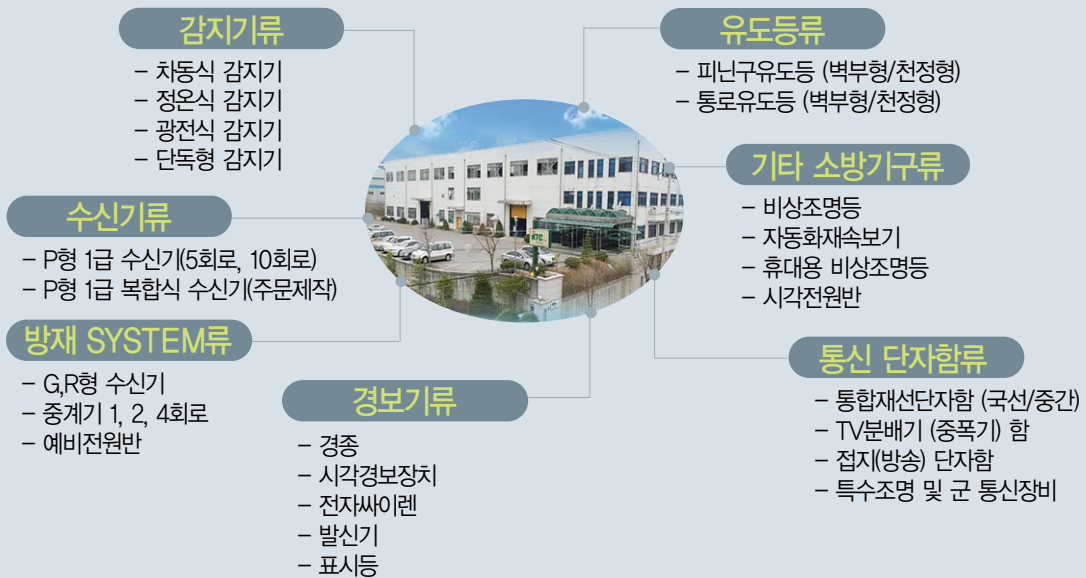 감지기류
– 차동식 감지기
– 정온식 감지기
– 광전식 감지기
– 단독형 감지기
수신기류
– P형 1급 수신기(5회로, 10회로)
– P형 1급 복합식 수신기(주문제작)
방재 SYSTEM류
– G,R형 수신기
– 중계기 1, 2, 4회로
– 예비전원반
경보기류
– 경종
– 시각경보장치
– 전자싸이렌
– 발신기
– 표시등
유도등류
– 피닌구유도등 (벽부형/천정형)
– 통로유도등 (벽부형/천정형)
기타 소방기구류
– 비상조명등
– 자동화재속보기
– 휴대용 비상조명등
– 시각전원반
통신 단자함류
– 통합재선단자함 (국선/중간)
– TV분배기 (중폭기) 함
– 접지(방송) 단자함
– 특수조명 및 군 통신장비